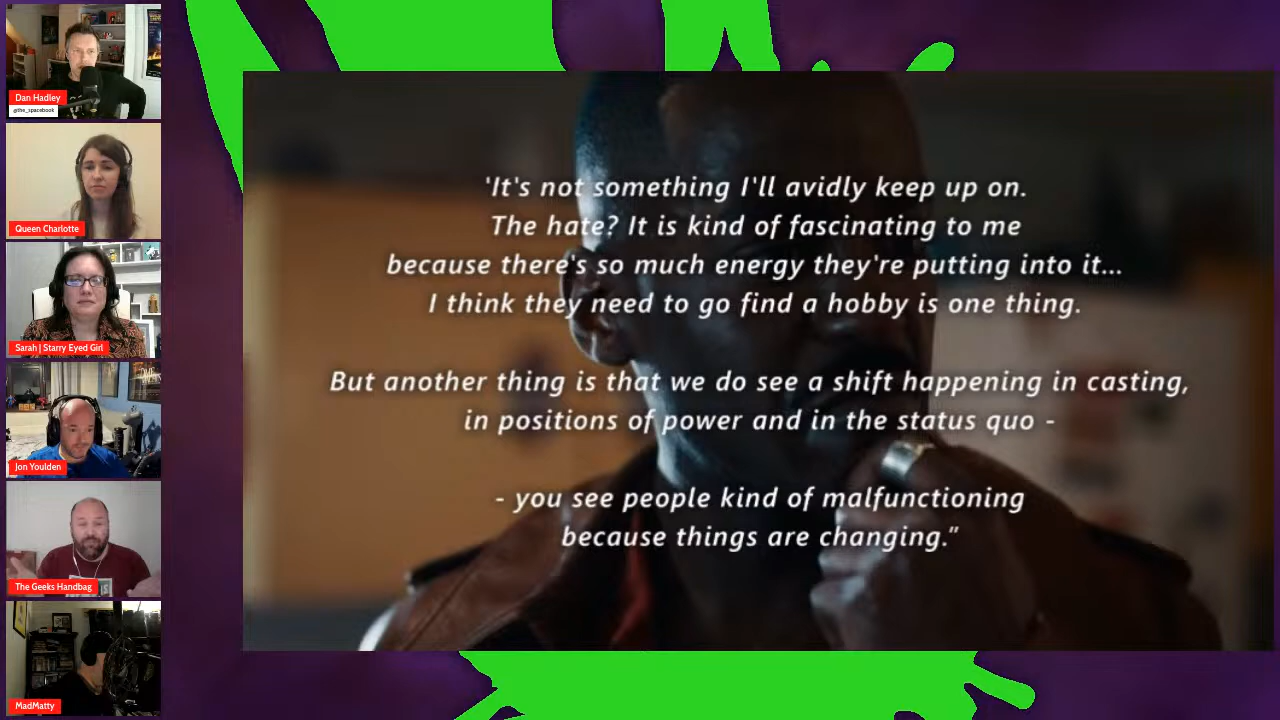 Dan Hadley
@the_spacebook
Queen Charlotte
Sarah | Starry Eyed Girl
Jon Youlden
The Geeks Handbag
MadMatty
'It's not something I'll avidly keep up on.
The hate? It is kind of fascinating to me
because there's so much energy they're putting into it...
I think they need to go find a hobby is one thing.
But another thing is that we do see a shift happening in casting,
in positions of power and in the status quo -
- you see people kind of malfunctioning
because things are changing."